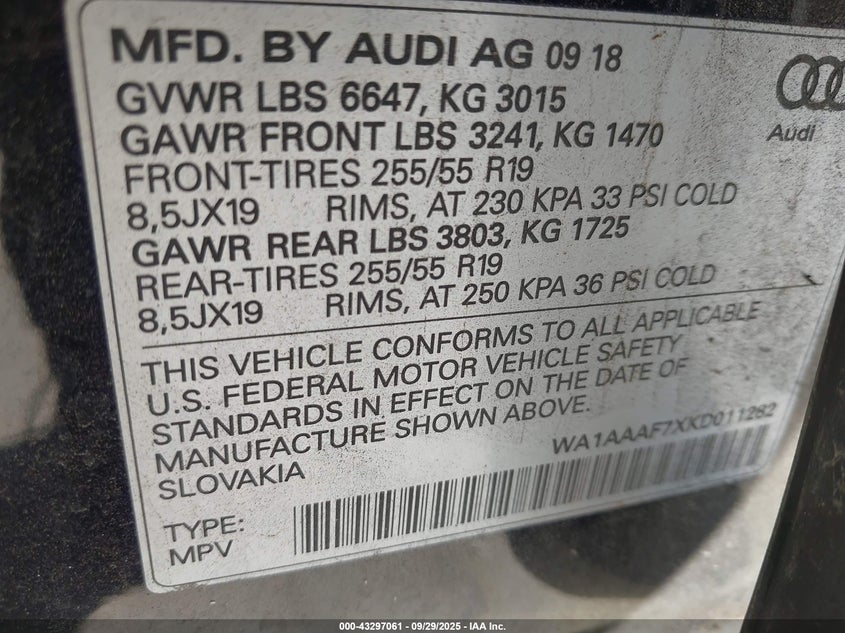 MFD. BY AUDI AG 09 18
GVWR LBS 6647, KG 3015
GAWR FRONT LBS 3241, KG 1470
FRONT-TIRES 255/55 R19
8,5JX19 RIMS, AT 230 KPA 33 PSI COLD
GAWR REAR LBS 3803, KG 1725
REAR-TIRES 255/55 R19
8,5JX19 RIMS, AT 250 KPA 36 PSI COLD
Audi
THIS VEHICLE CONFORMS TO ALL APPLICABLE
U.S. FEDERAL MOTOR VEHICLE SAFETY
STANDARDS IN EFFECT ON THE DATE OF
MANUFACTURE SHOWN ABOVE.
SLOVAKIA
WA1AAAF7XKD011282
TYPE:
MPV
000-43297061 - 09/29/2025 - IAA Inc.